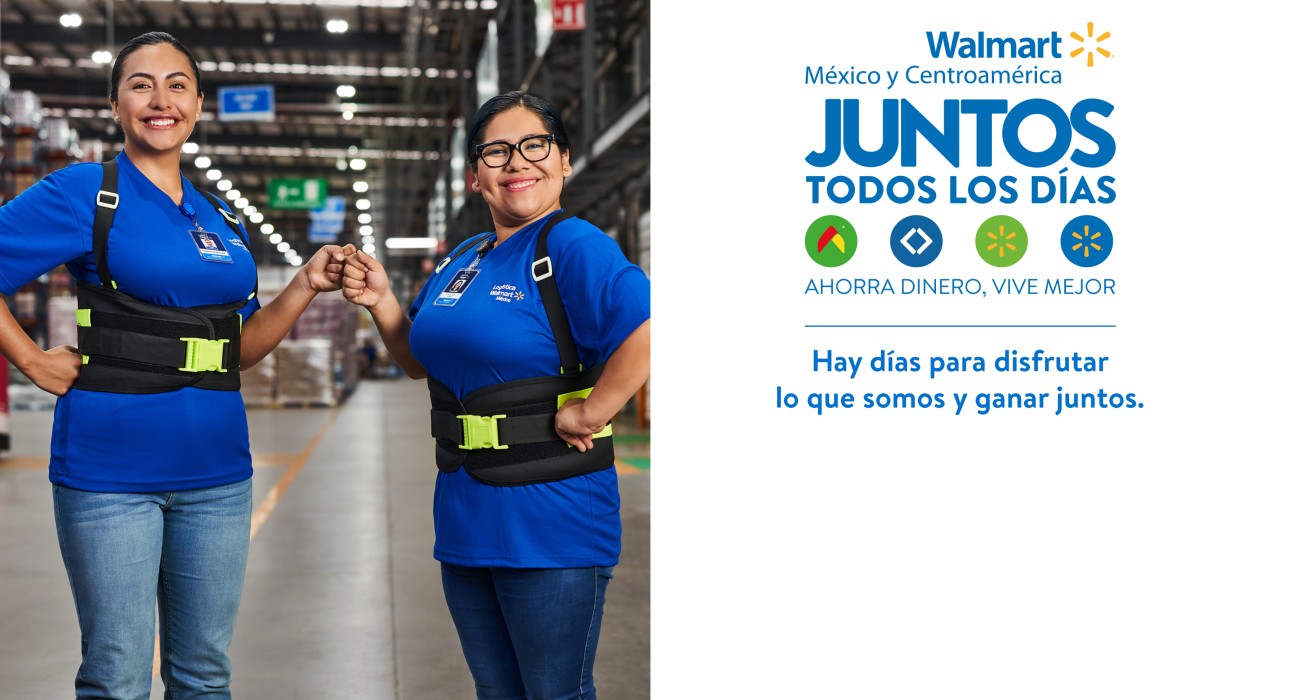 Walmart
México y Centroamérica
JUNTOS
TODOS LOS DÍAS
AHORRA DINERO, VIVE MEJOR
Hay días para disfrutar
lo que somos y ganar juntos.
Logística
Walmart
México